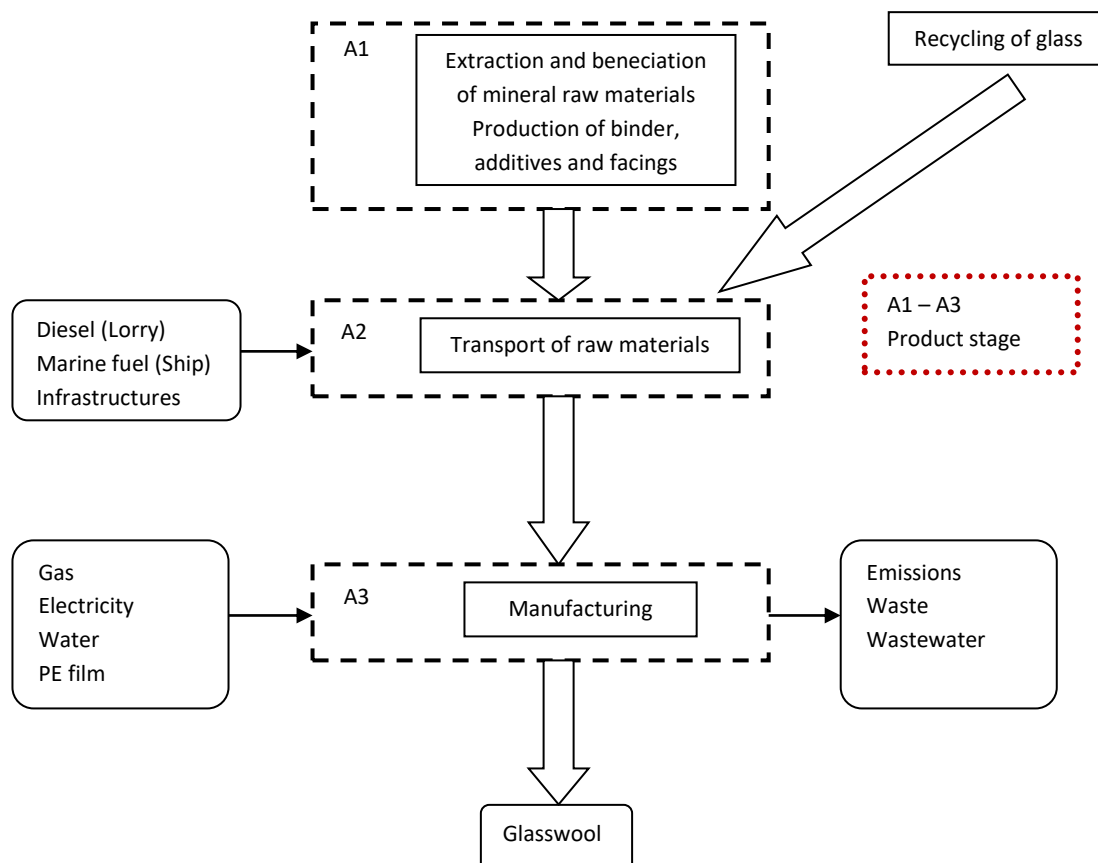 A1
Extraction and beneciation
of mineral raw materials
Production of binder,
additives and facings
Recycling of glass
Diesel (Lorry)
Marine fuel (Ship)
Infrastructures
A2
Transport of raw materials
A1 – A3
Product stage
Gas
Electricity
Water
PE film
A3
Manufacturing
Emissions
Waste
Wastewater
Glasswool